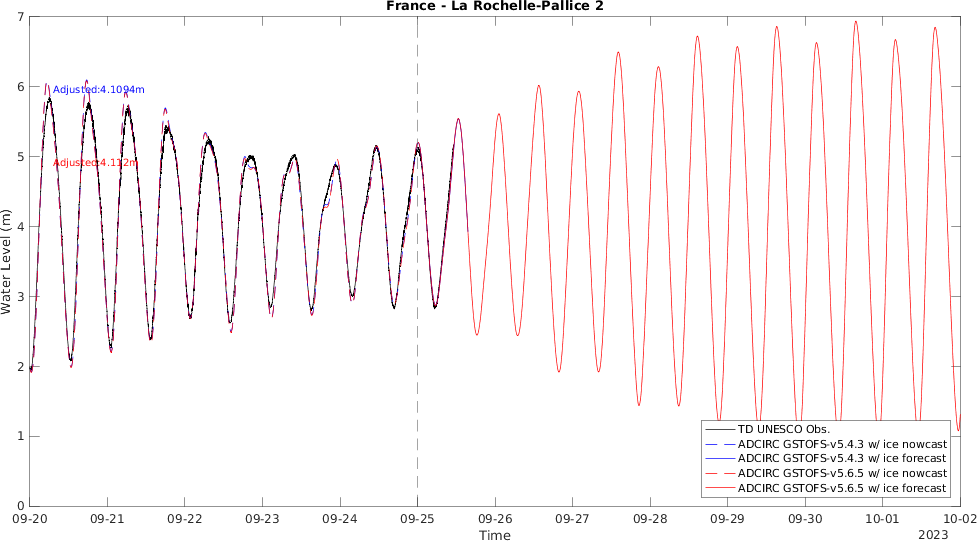 France - La Rochelle-Pallice 2
7
6
5
4
3
2
1
0
Water Level (m)
Adjusted:4.1094m
Adjusted:4.112m
TD UNESCO Obs.
ADCIRC GSTOFS-v5.4.3 w/ ice nowcast
ADCIRC GSTOFS-v5.4.3 w/ ice forecast
ADCIRC GSTOFS-v5.6.5 w/ ice nowcast
ADCIRC GSTOFS-v5.6.5 w/ ice forecast
09-20 09-21 09-22 09-23 09-24 09-25 09-26 09-27 09-28 09-29 09-30 10-01 10-02
Time
2023